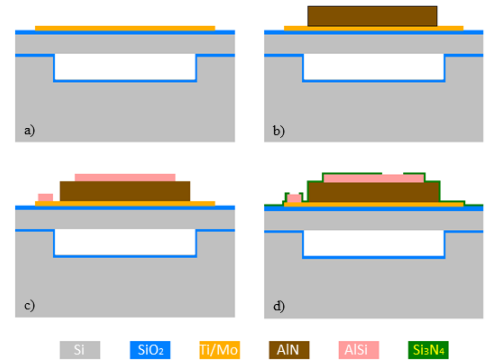 a)
b)
c)
d)
Si SiO₂ Ti/Mo AlN AlSi Si₃N₄